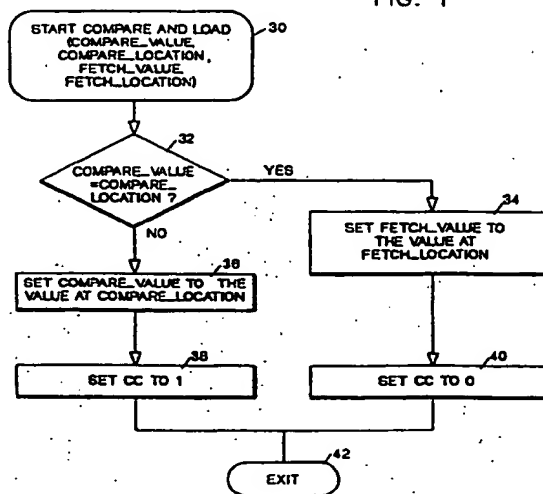 FIG. 1
START COMPARE AND LOAD
(COMPARE_VALUE,
COMPARE_LOCATION,
FETCH_VALUE
FETCH_LOCATION)
30
32
COMPARE_VALUE
=COMPARE_
LOCATION ?
YES
NO
34
SET FETCH_VALUE TO
THE VALUE AT
FETCH_LOCATION
36
SET COMPARE_VALUE TO THE
VALUE AT COMPARE_LOCATION
38
SET CC TO 1
40
SET CC TO 0
42
EXIT